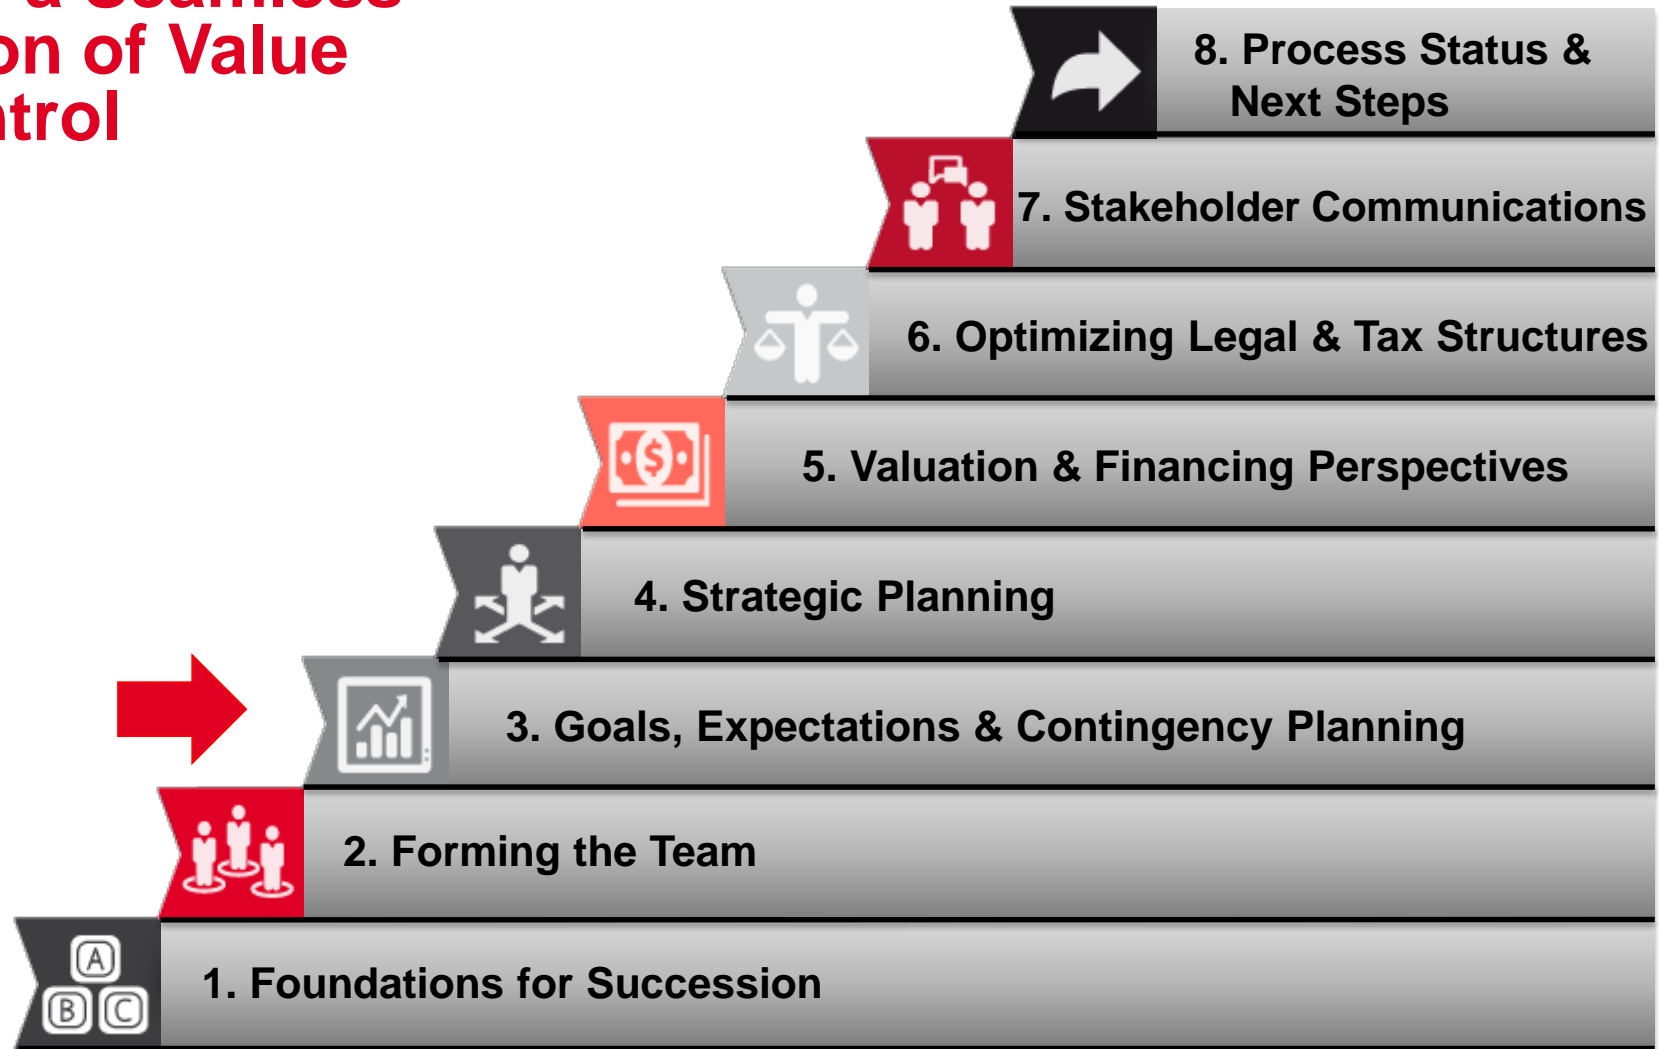 a Seamless
on of Value
ntrol
8. Process Status &
Next Steps
7. Stakeholder Communications
6. Optimizing Legal & Tax Structures
5. Valuation & Financing Perspectives
$
4. Strategic Planning
3. Goals, Expectations & Contingency Planning
2. Forming the Team
A
B C
1. Foundations for Succession